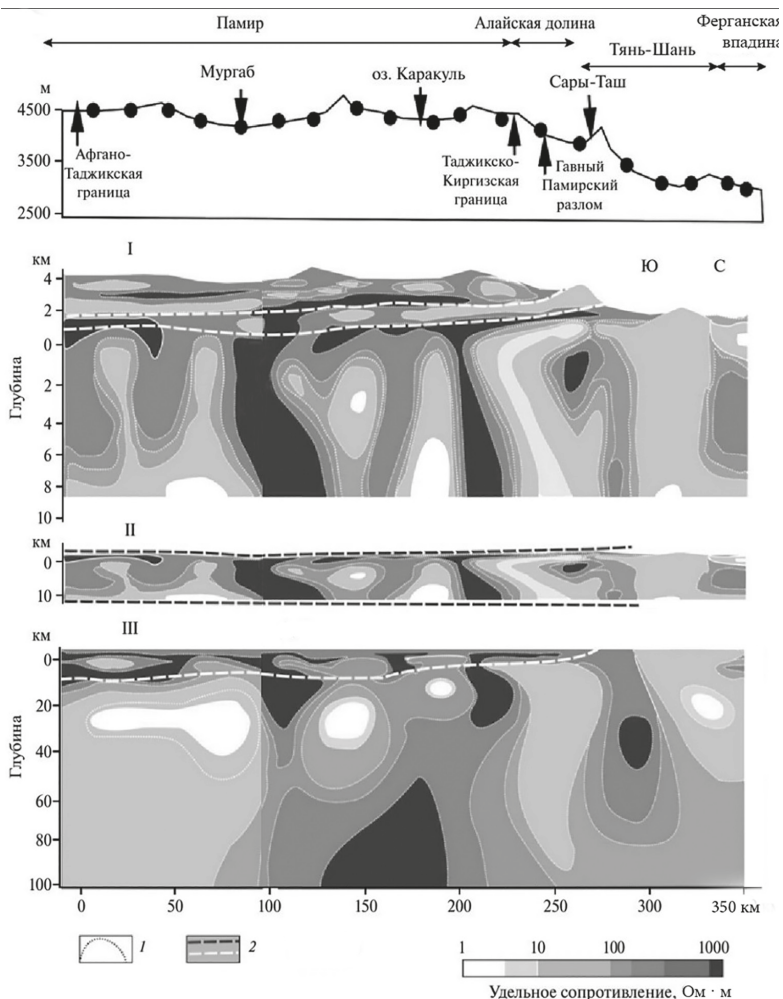 Памир
Алайская долина
Ферганская
впадина
Тянь-Шань
Мургаб
оз. Каракуль
Сары-Таш
м
4500
3500
2500
Афгано-
Таджикская
граница
Таджикско-
Киргизская
граница
Гавный
Памирский
разлом
I
Ю
С
км
4
2
0
2
4
6
8
10
Глубина
II
км
0
10
III
км
0
20
40
60
80
100
Глубина
0 50 100 150 200 250 300 350 км
1
2
1 10 100 1000
Удельное сопротивление, Ом · м